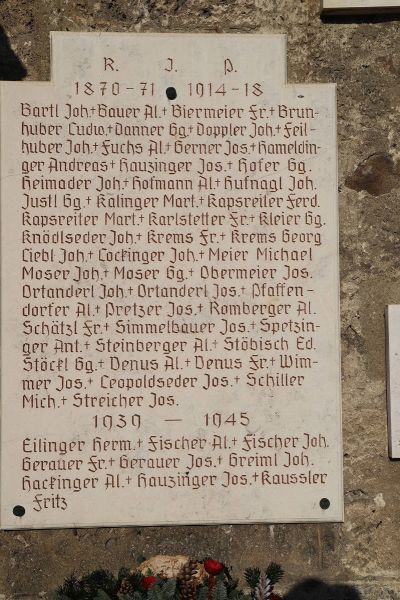 R. I. P.
1870-71 1914-18
Bartl Joh.+Bauer Al.+Biermeier Fr.+Brun-
huber Ludw.+Danner Gg.+Doppler Joh.+Feil-
huber Joh.+Fuchs Al.+Gerner Jos.+Hameldin-
ger Andreas+Hauzinger Jos.+Hofer Gg.
Heimader Joh.+Hofmann Al.+Hufnagl Joh.
Justl Gg.+Kälinger Mart.+Kapsreiter Ferd.
Kapsreiter Mart.+Karlstetter Fr.+Kleier Gg.
Knödlseder Joh.+Krems Fr.+Krems Georg
Liebl Joh.+Lockinger Joh.+Meier Michael
Moser Joh.+Moser Gg.+Obermeier Jos.
Ortanderl Joh.+Ortanderl Jos.+Pfaffen-
dorfer Al.+Pretzer Jos.+Romberger Al.
Schätzl Fr.+Simmelbauer Jos.+Spetzin-
ger Ant.+Steinberger Al.+Stöbisch Ed.
Stöckl Gg.+Venus Al.+Venus Fr.+Wim-
mer Jos.+Leopoldseder Jos.+Schiller
Mich.+Streicher Jos.
1939 — 1945
Eilinger Herm.+Fischer Al.+Fischer Joh.
Gerauer Fr.+Gerauer Jos.+Greiml Joh.
Hackinger Al.+Hauzinger Jos.+Kaussler
Fritz